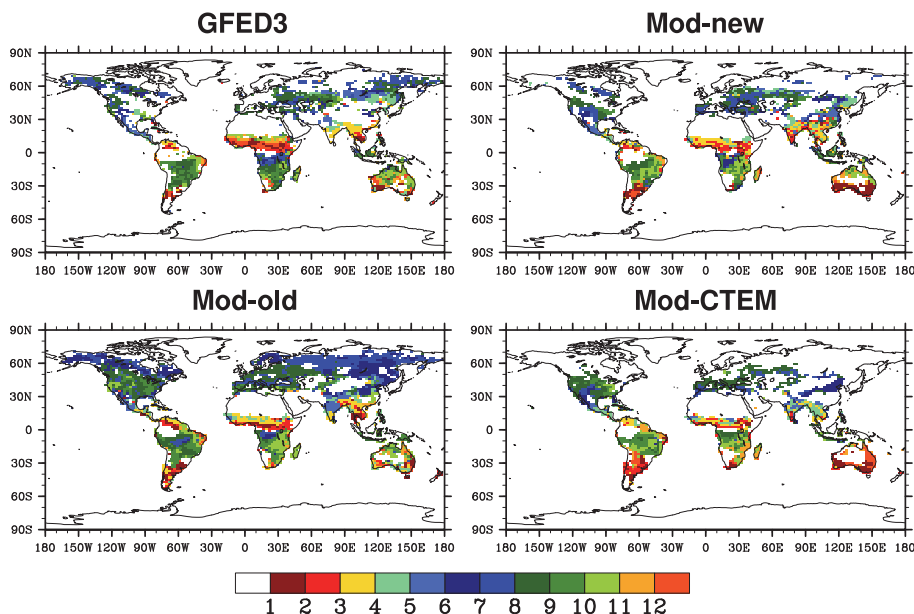 GFED3 Mod-new
90N 90N
60N 60N
30N 30N
0 0
30S 30S
60S 60S
90S 90S
180 150W 120W 90W 60W 30W 0 30E 60E 90E 120E 150E 180 180 150W 120W 90W 60W 30W 0 30E 60E 90E 120E 150E 180
Mod-old Mod-CTEM
90N 90N
60N 60N
30N 30N
0 0
30S 30S
60S 60S
90S 90S
180 150W 120W 90W 60W 30W 0 30E 60E 90E 120E 150E 180 180 150W 120W 90W 60W 30W 0 30E 60E 90E 120E 150E 180
1 2 3 4 5 6 7 8 9 10 11 12